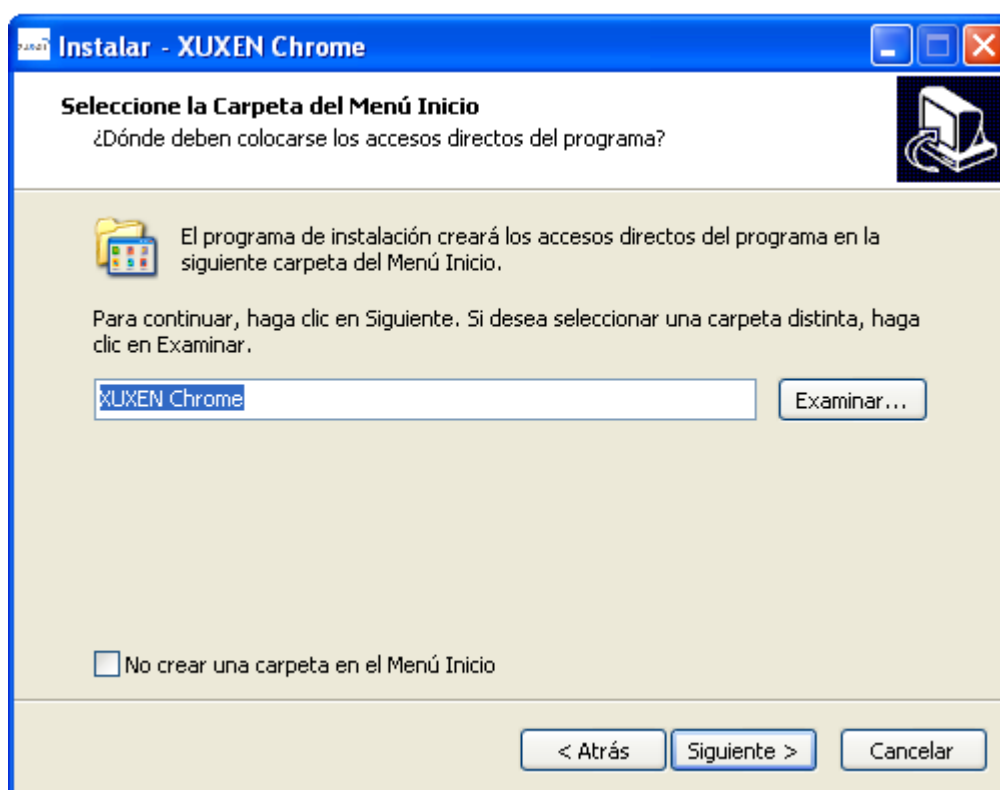 Instalar - XUXEN Chrome
Seleccione la Carpeta del Menú Inicio
¿Dónde deben colocarse los accesos directos del programa?
El programa de instalación creará los accesos directos del programa en la
siguiente carpeta del Menú Inicio.
Para continuar, haga clic en Siguiente. Si desea seleccionar una carpeta distinta, haga
clic en Examinar.
XUXEN Chrome
Examinar...
No crear una carpeta en el Menú Inicio
< Atrás
Siguiente >
Cancelar